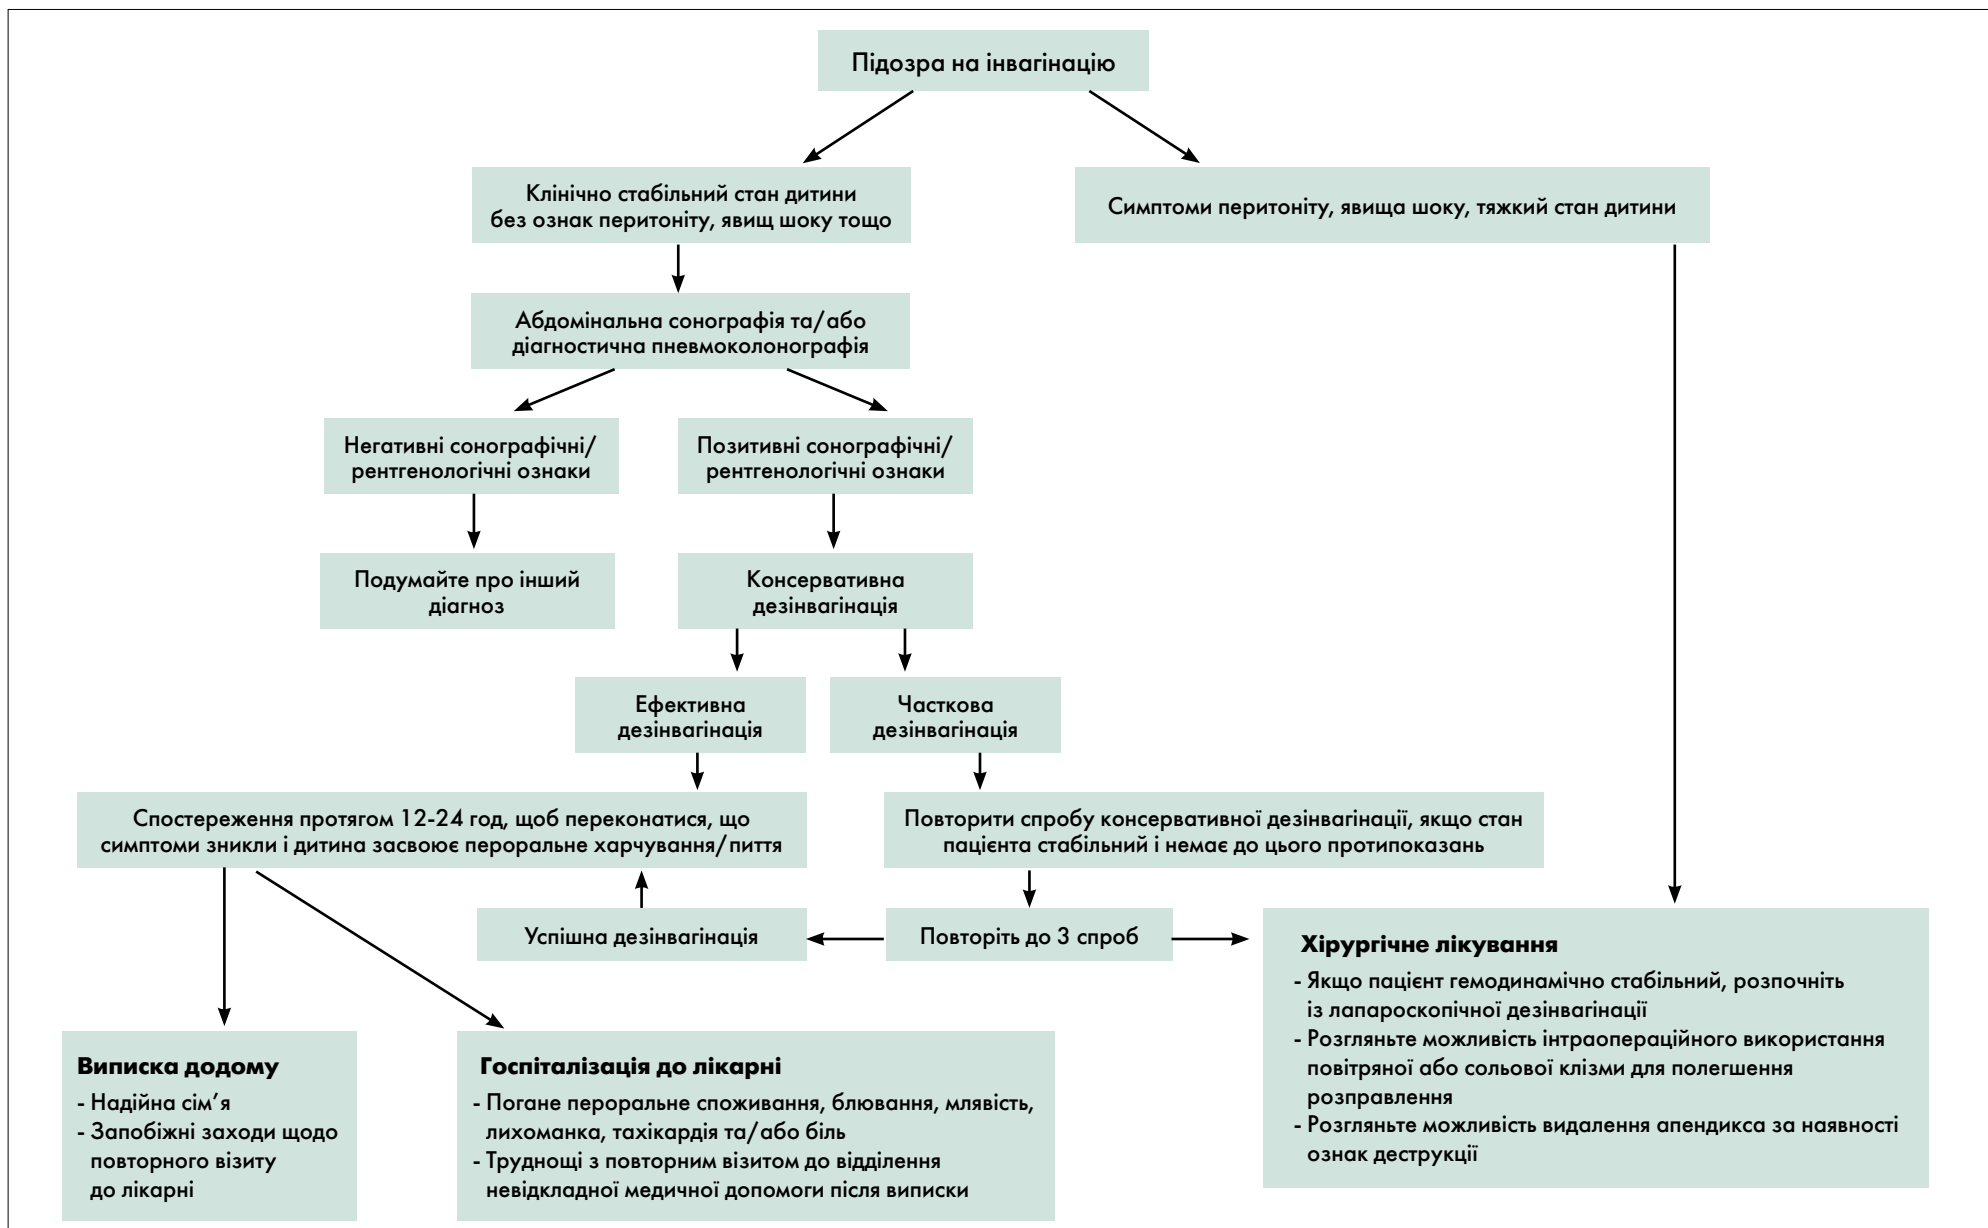 Підозра на інвагінацію
Клінічно стабільний стан дитини
без ознак перитоніту, явищ шоку тощо
Симптоми перитоніту, явища шоку, тяжкий стан дитини
Абдомінальна сонографія та/або
діагностична пневмоколонографія
Негативні сонографічні/
рентгенологічні ознаки
Позитивні сонографічні/
рентгенологічні ознаки
Подумайте про інший
діагноз
Консервативна
дезінвагінація
Ефективна
дезінвагінація
Часткова
дезінвагінація
Спостереження протягом 12-24 год, щоб переконатися, що
симптоми зникли і дитина засвоює пероральне харчування/пиття
Повторити спробу консервативної дезінвагінації, якщо стан
пацієнта стабільний і немає до цього протипоказань
Успішна дезінвагінація
Повторіть до 3 спроб
Хірургічне лікування
- Якщо пацієнт гемодинамічно стабільний, розпочніть
із лапароскопічної дезінвагінації
- Розгляньте можливість інтраопераційного використання
повітряної або сольової клізми для полегшення
розправлення
- Розгляньте можливість видалення апендикса за наявності
ознак деструкції
Виписка додому
- Надійна сім’я
- Запобіжні заходи щодо
повторного візиту
до лікарні
Госпіталізація до лікарні
- Погане пероральне споживання, блювання, млявість,
лихоманка, тахікардія та/або біль
- Труднощі з повторним візитом до відділення
невідкладної медичної допомоги після виписки